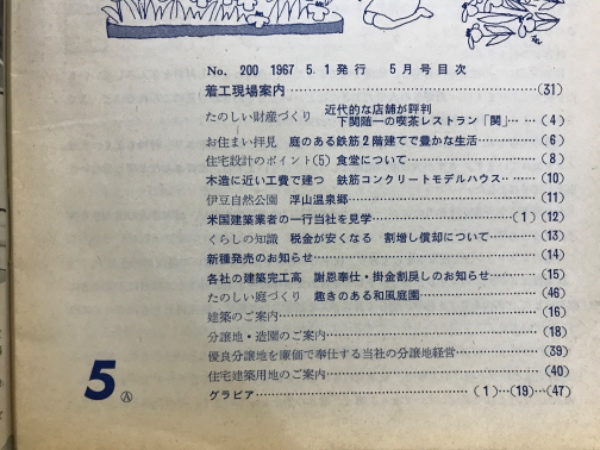 No. 200 1967 5. 1 発行 5月号目次
着工現場案内……(31)
たのしい財産づくり 近代的な店舗が評判
下関随一の喫茶レストラン「関」……(4)
お住まい拝見 庭のある鉄筋2階建てで豊かな生活……(6)
住宅設計のポイント(5) 食堂について……(8)
木造に近い工費で建つ 鉄筋コンクリートモデルハウス……(10)
伊豆自然公園 浮山温泉郷……(11)
米国建築業者の一行当社を見学……(1)(12)
くらしの知識 税金が安くなる 割増し償却について……(13)
新種発売のお知らせ……(14)
各社の建築完工高 謝恩奉仕・掛金割戻しのお知らせ……(15)
たのしい庭づくり 趣きのある和風庭園……(46)
建築のご案内……(16)
分譲地・造園のご案内……(18)
優良分譲地を廉価で奉仕する当社の分譲地経営……(39)
住宅建築用地のご案内……(40)
グラビア……(1)…(19)…(47)
5 Ⓐ